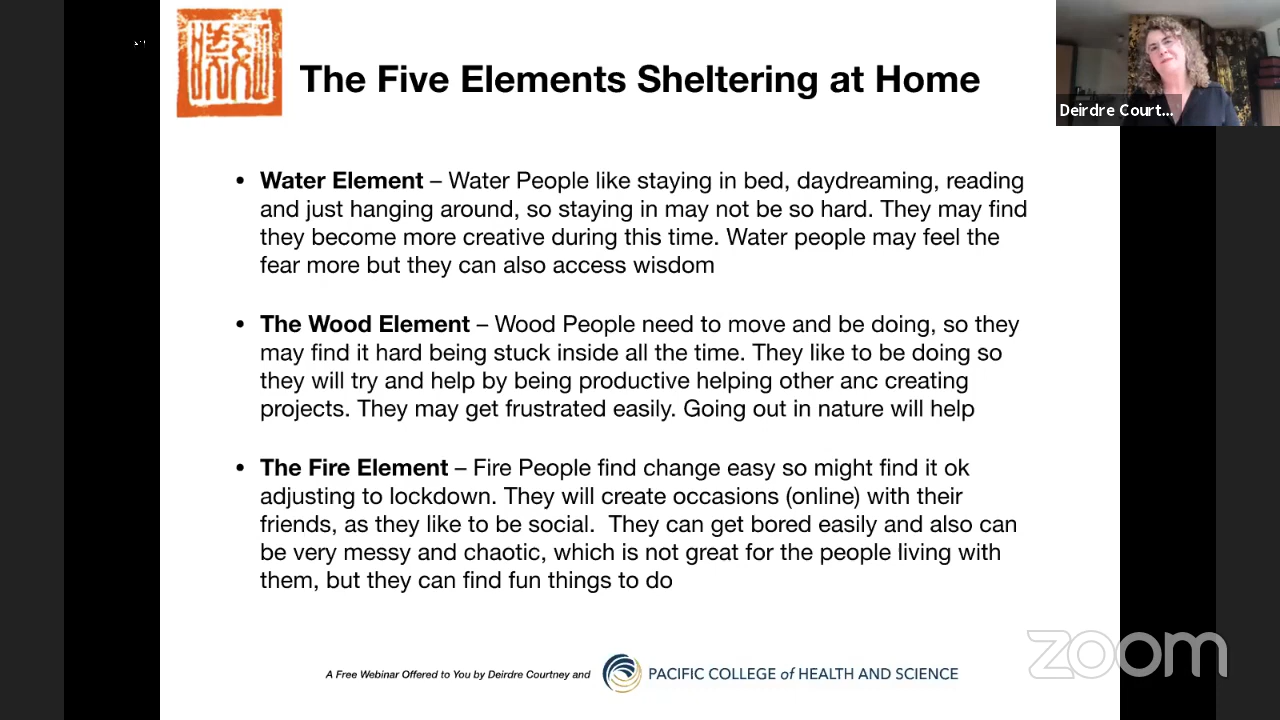 The Five Elements Sheltering at Home
Deirdre Court...
• Water Element – Water People like staying in bed, daydreaming, reading
and just hanging around, so staying in may not be so hard. They may find
they become more creative during this time. Water people may feel the
fear more but they can also access wisdom
• The Wood Element – Wood People need to move and be doing, so they
may find it hard being stuck inside all the time. They like to be doing so
they will try and help by being productive helping other anc creating
projects. They may get frustrated easily. Going out in nature will help
• The Fire Element – Fire People find change easy so might find it ok
adjusting to lockdown. They will create occasions (online) with their
friends, as they like to be social.  They can get bored easily and also can
be very messy and chaotic, which is not great for the people living with
them, but they can find fun things to do
A Free Webinar Offered to You by Deirdre Courtney and
PACIFIC COLLEGE of HEALTH AND SCIENCE
zoom